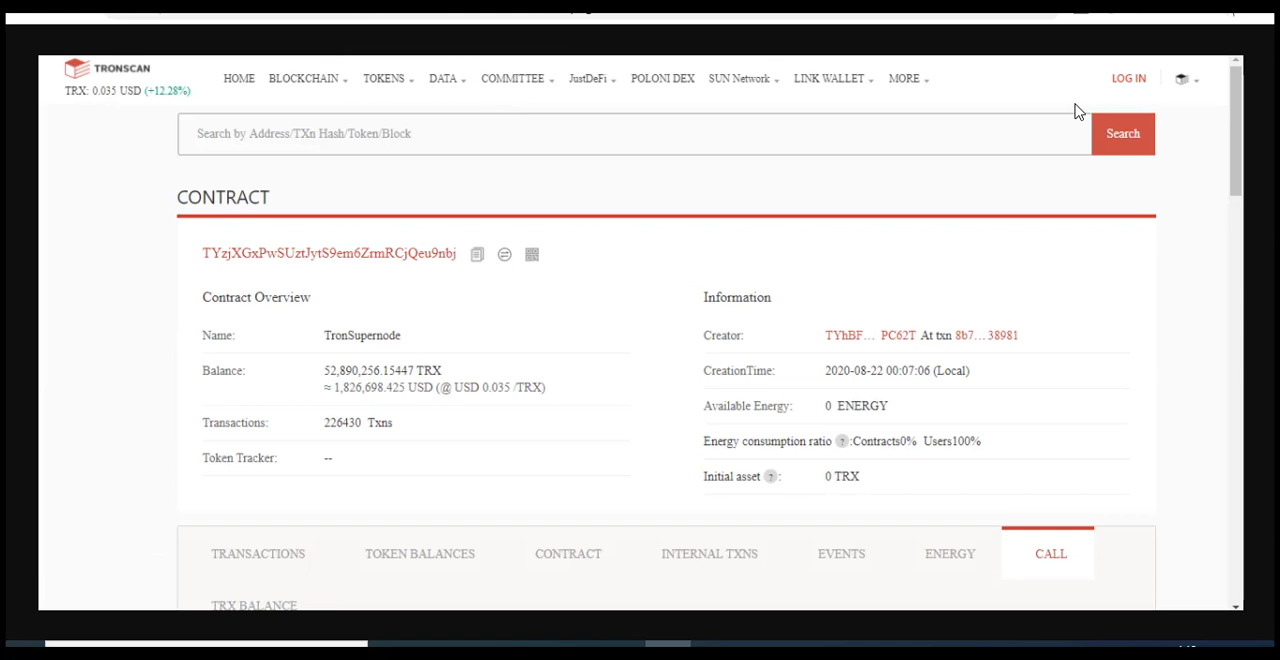 TRONSCAN
TRX: 0.035 USD (+12.28%)
HOME BLOCKCHAIN TOKENS DATA COMMITTEE JustDeFi POLONI DEX SUN Network LINK WALLET MORE LOG IN
Search by Address/TXn Hash/Token/Block Search
CONTRACT
TYzjXGxPwSUztJytS9em6ZrmRCjQeu9nbj
Contract Overview
Name: TronSupernode
Balance: 52,890,256.15447 TRX
≈ 1,826,698.425 USD (@ USD 0.035 /TRX)
Transactions: 226430 Txns
Token Tracker: --
Information
Creator: TYhBF... PC62T At txn 8b7...38981
CreationTime: 2020-08-22 00:07:06 (Local)
Available Energy: 0 ENERGY
Energy consumption ratio ? :Contracts0% Users100%
Initial asset ? : 0 TRX
TRANSACTIONS TOKEN BALANCES CONTRACT INTERNAL TXNS EVENTS ENERGY CALL
TRX BALANCE